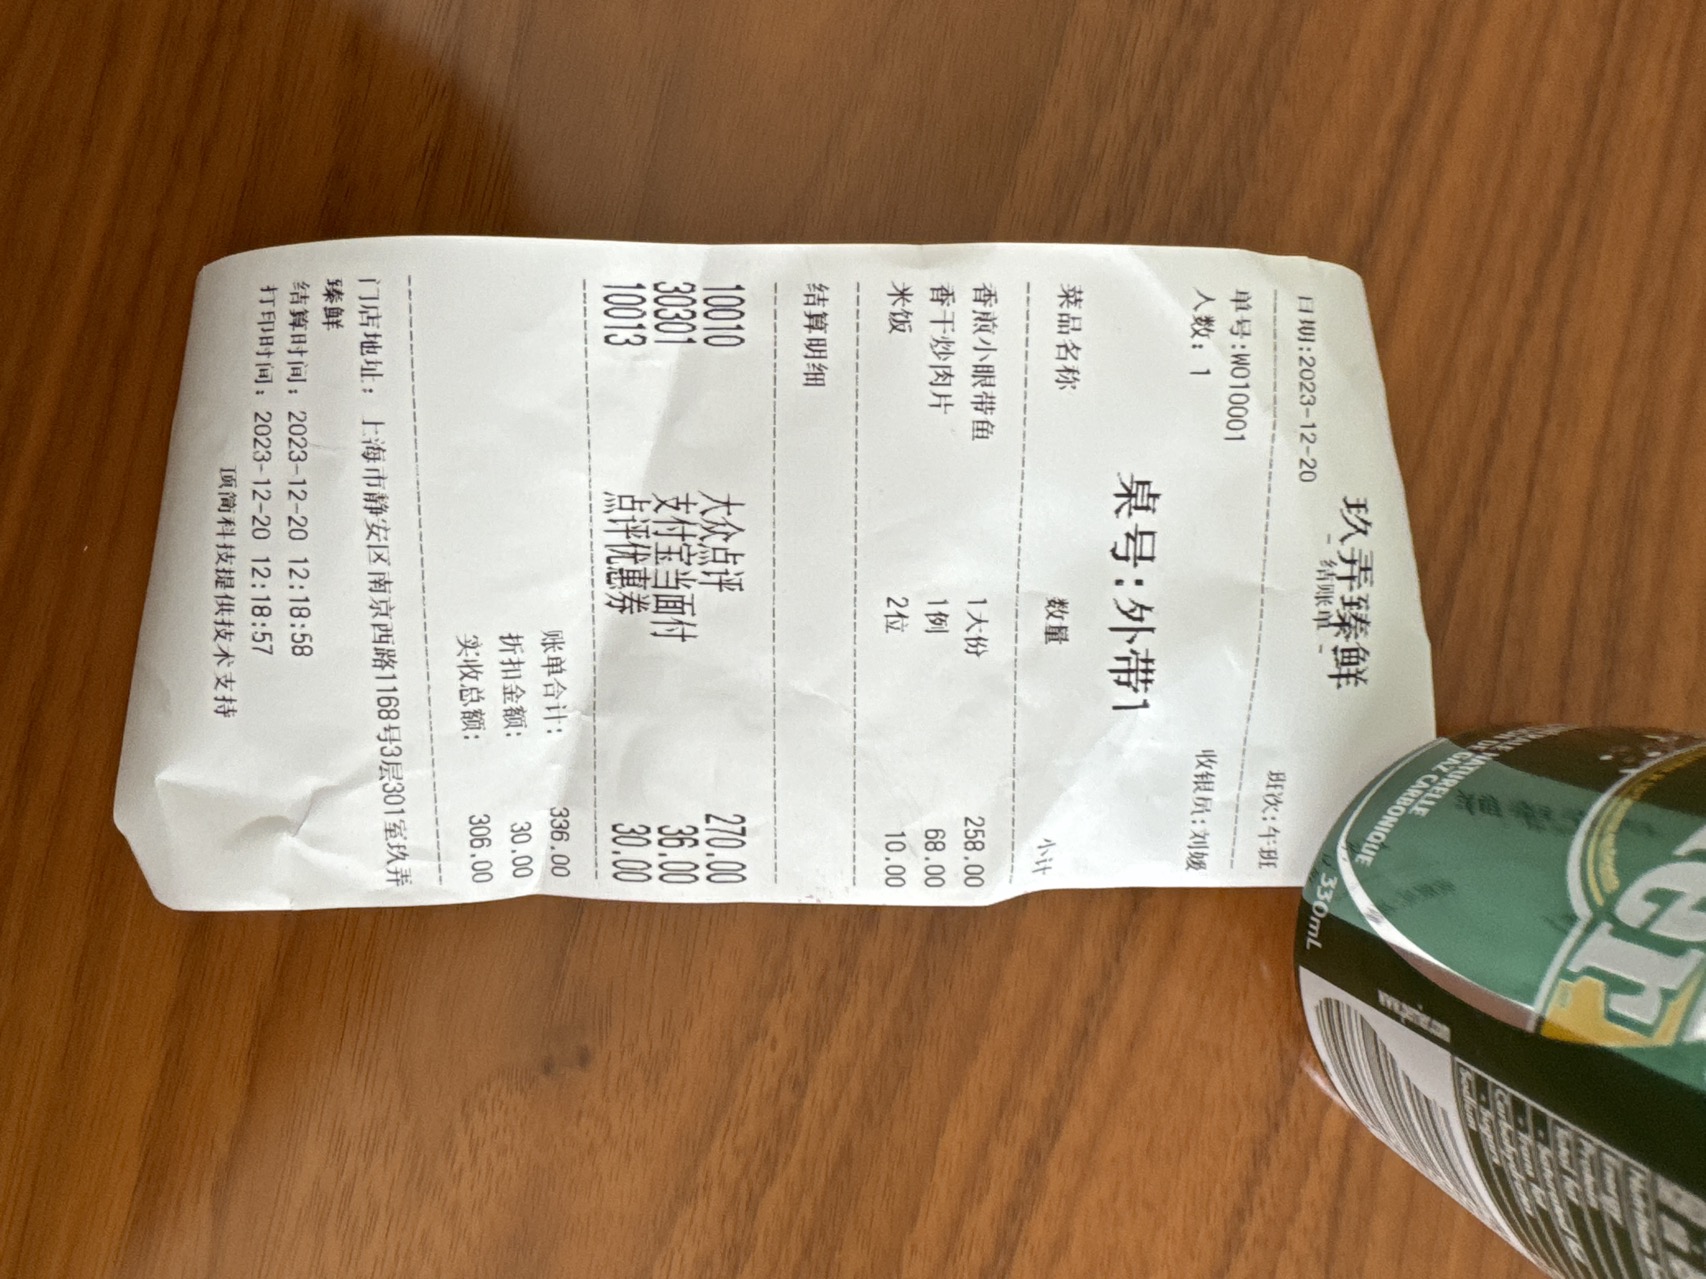 玖弄臻鲜
-结账单-
日期:2023-12-20 班次:午班
单号:W010001 收银员:刘媛
人数:1
桌号:外带1
菜品名称 数量 小计
香煎小眼带鱼 1大份 258.00
香干炒肉片 1例 68.00
米饭 2位 10.00
结算明细
10010 大众点评 270.00
30301 支付宝当面付 36.00
10013 点评优惠券 30.00
账单合计: 336.00
折扣金额: 30.00
实收总额: 306.00
门店地址: 上海市静安区南京西路1168号3层301室玖弄
臻鲜
结算时间: 2023-12-20 12:18:58
打印时间: 2023-12-20 12:18:57
顶简科技提供技术支持
330mL